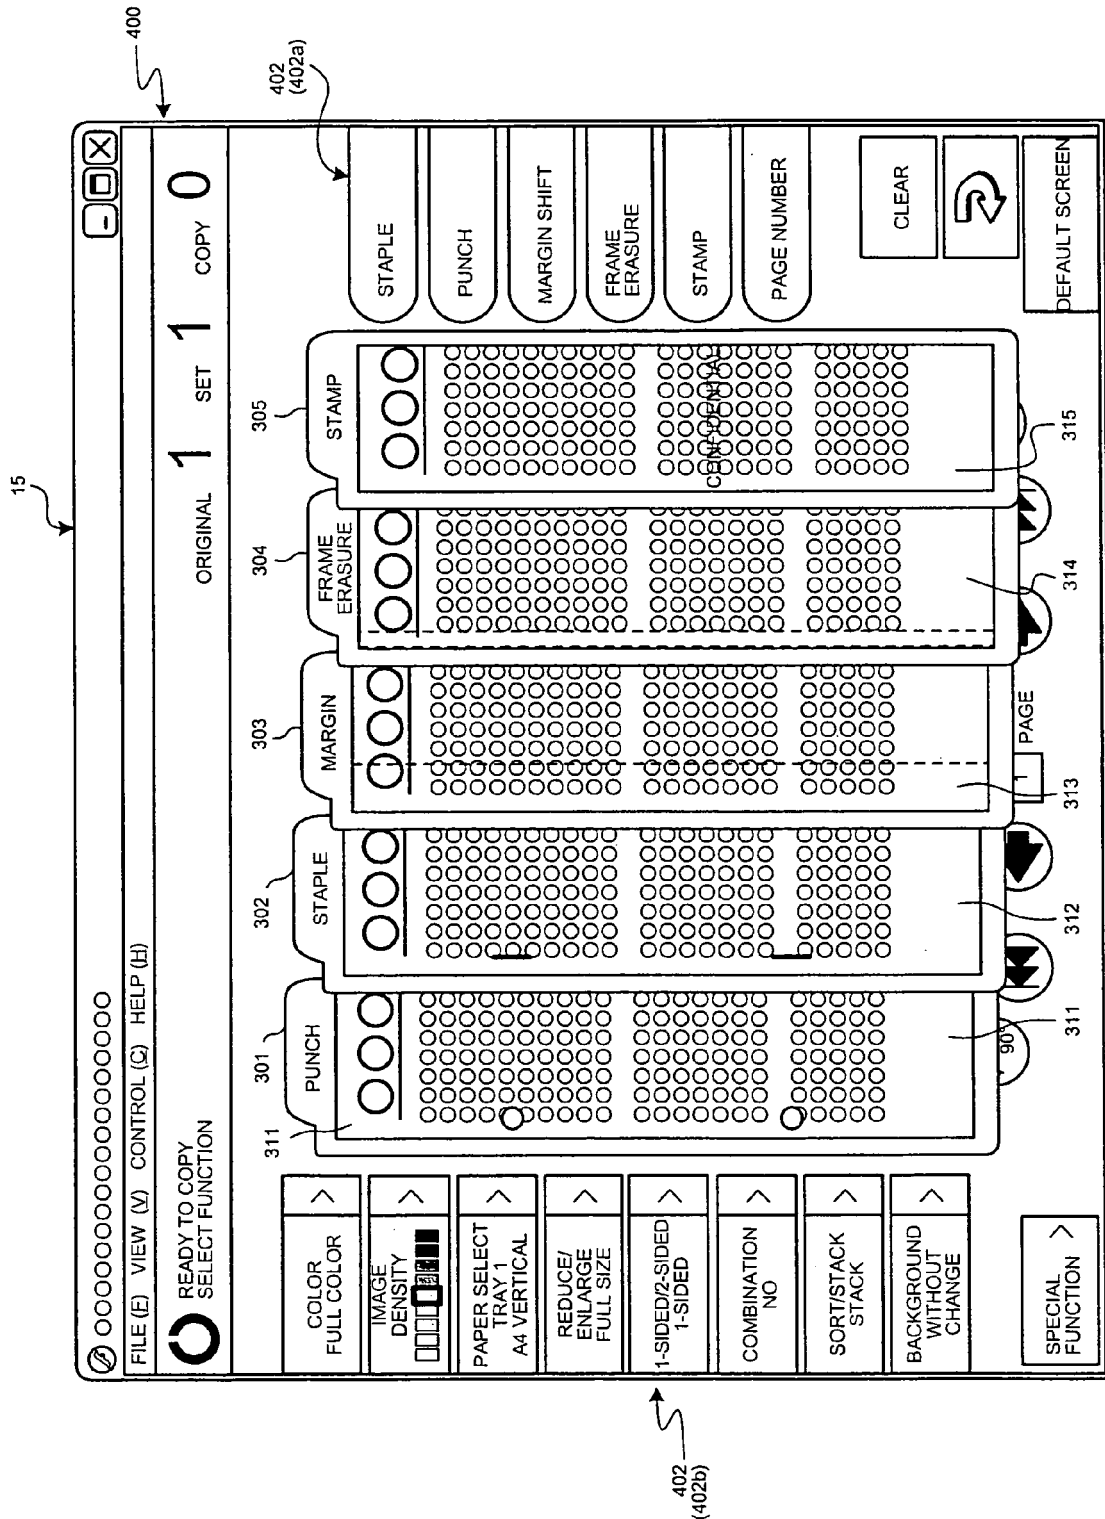 15
400
⊘ OOOOOOOOOOOOOOOOOO
FILE (E) VIEW (V) CONTROL (C) HELP (H)
READY TO COPY
SELECT FUNCTION
ORIGINAL 1 SET 1 COPY 0
402
(402a)
COLOR
FULL COLOR >
IMAGE
DENSITY >
PAPER SELECT
TRAY 1
A4 VERTICAL >
REDUCE/
ENLARGE
FULL SIZE >
1-SIDED/2-SIDED
1-SIDED >
COMBINATION
NO >
SORT/STACK
STACK >
BACKGROUND
WITHOUT
CHANGE >
SPECIAL
FUNCTION >
402
(402b)
301
PUNCH
311
311
302
STAPLE
312
303
MARGIN
313
304
FRAME
ERASURE
314
305
STAMP
CONFIDENTIAL
315
90°
PAGE
STAPLE
PUNCH
MARGIN SHIFT
FRAME
ERASURE
STAMP
PAGE NUMBER
CLEAR
DEFAULT SCREEN